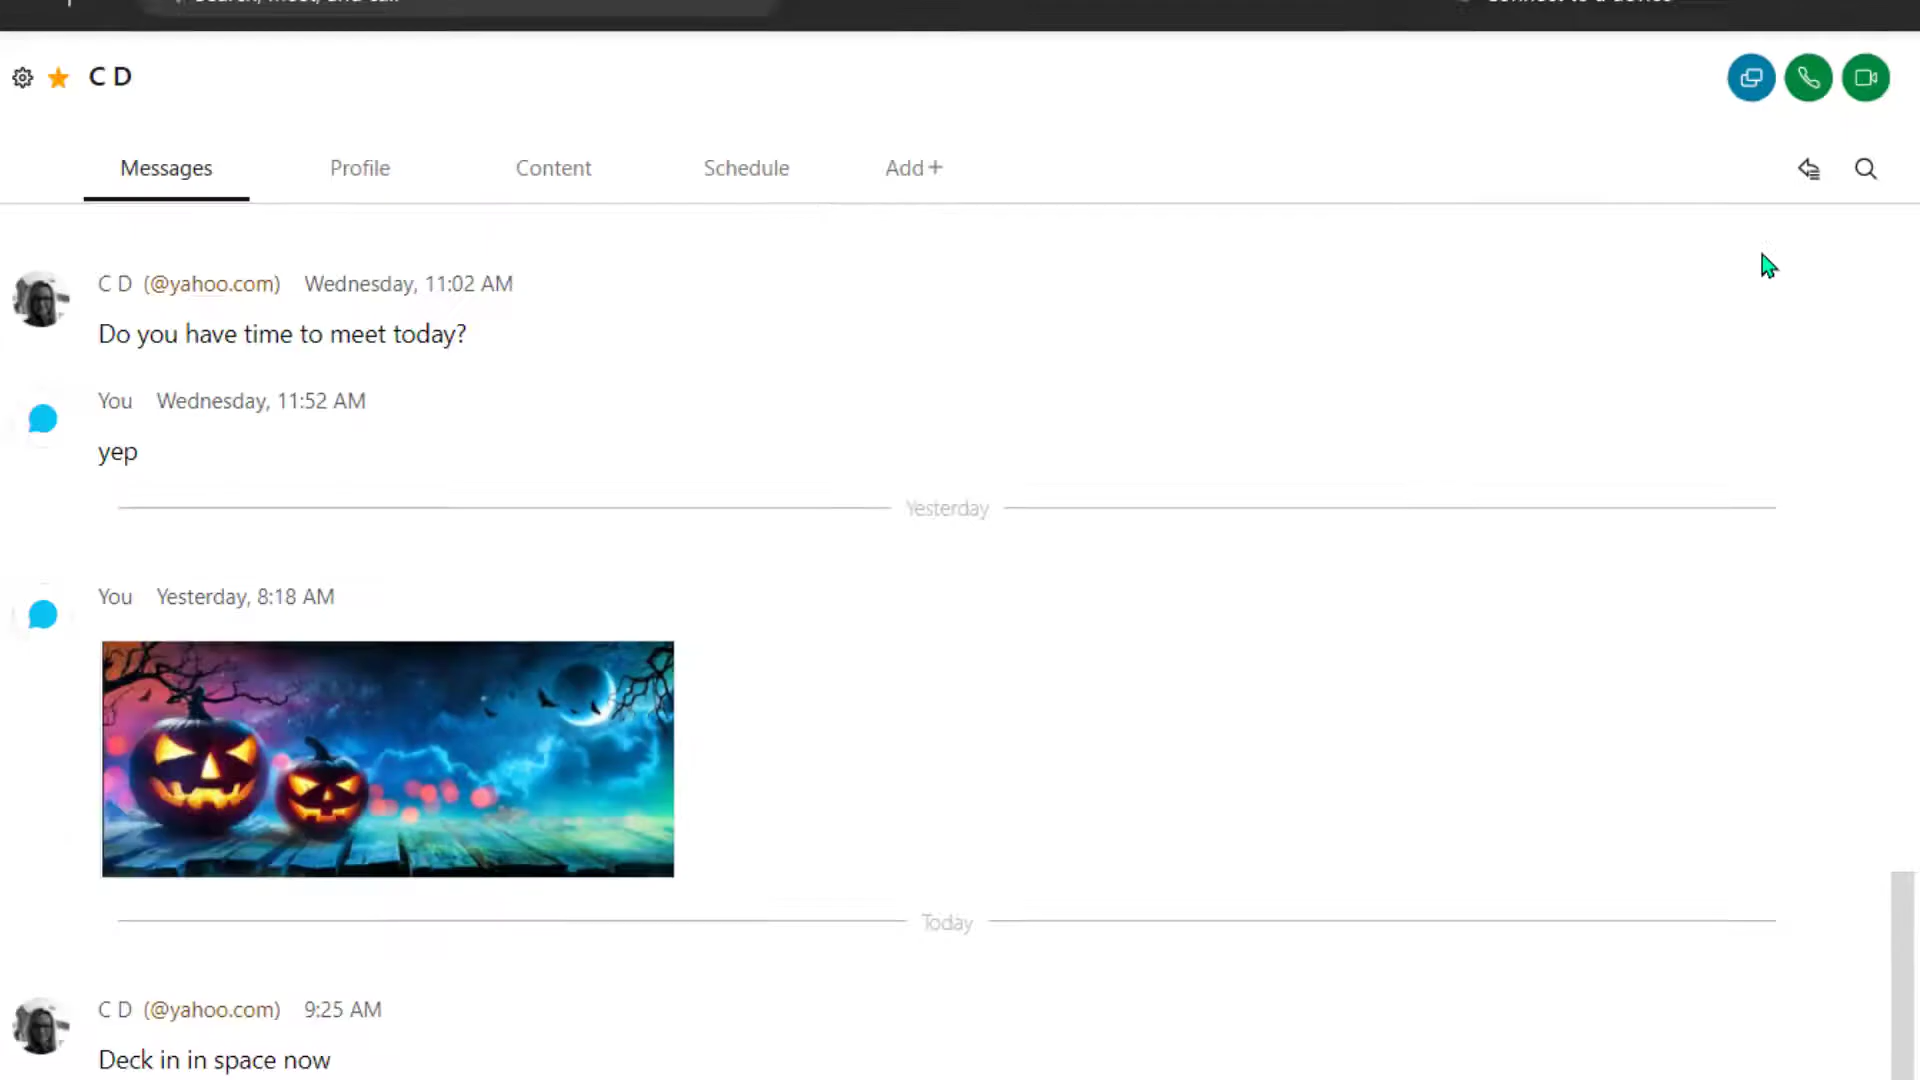 C D
Messages
Profile
Content
Schedule
Add+
C D (@yahoo.com) Wednesday, 11:02 AM
Do you have time to meet today?
You Wednesday, 11:52 AM
yep
Yesterday
You Yesterday, 8:18 AM
Today
C D (@yahoo.com) 9:25 AM
Deck in in space now